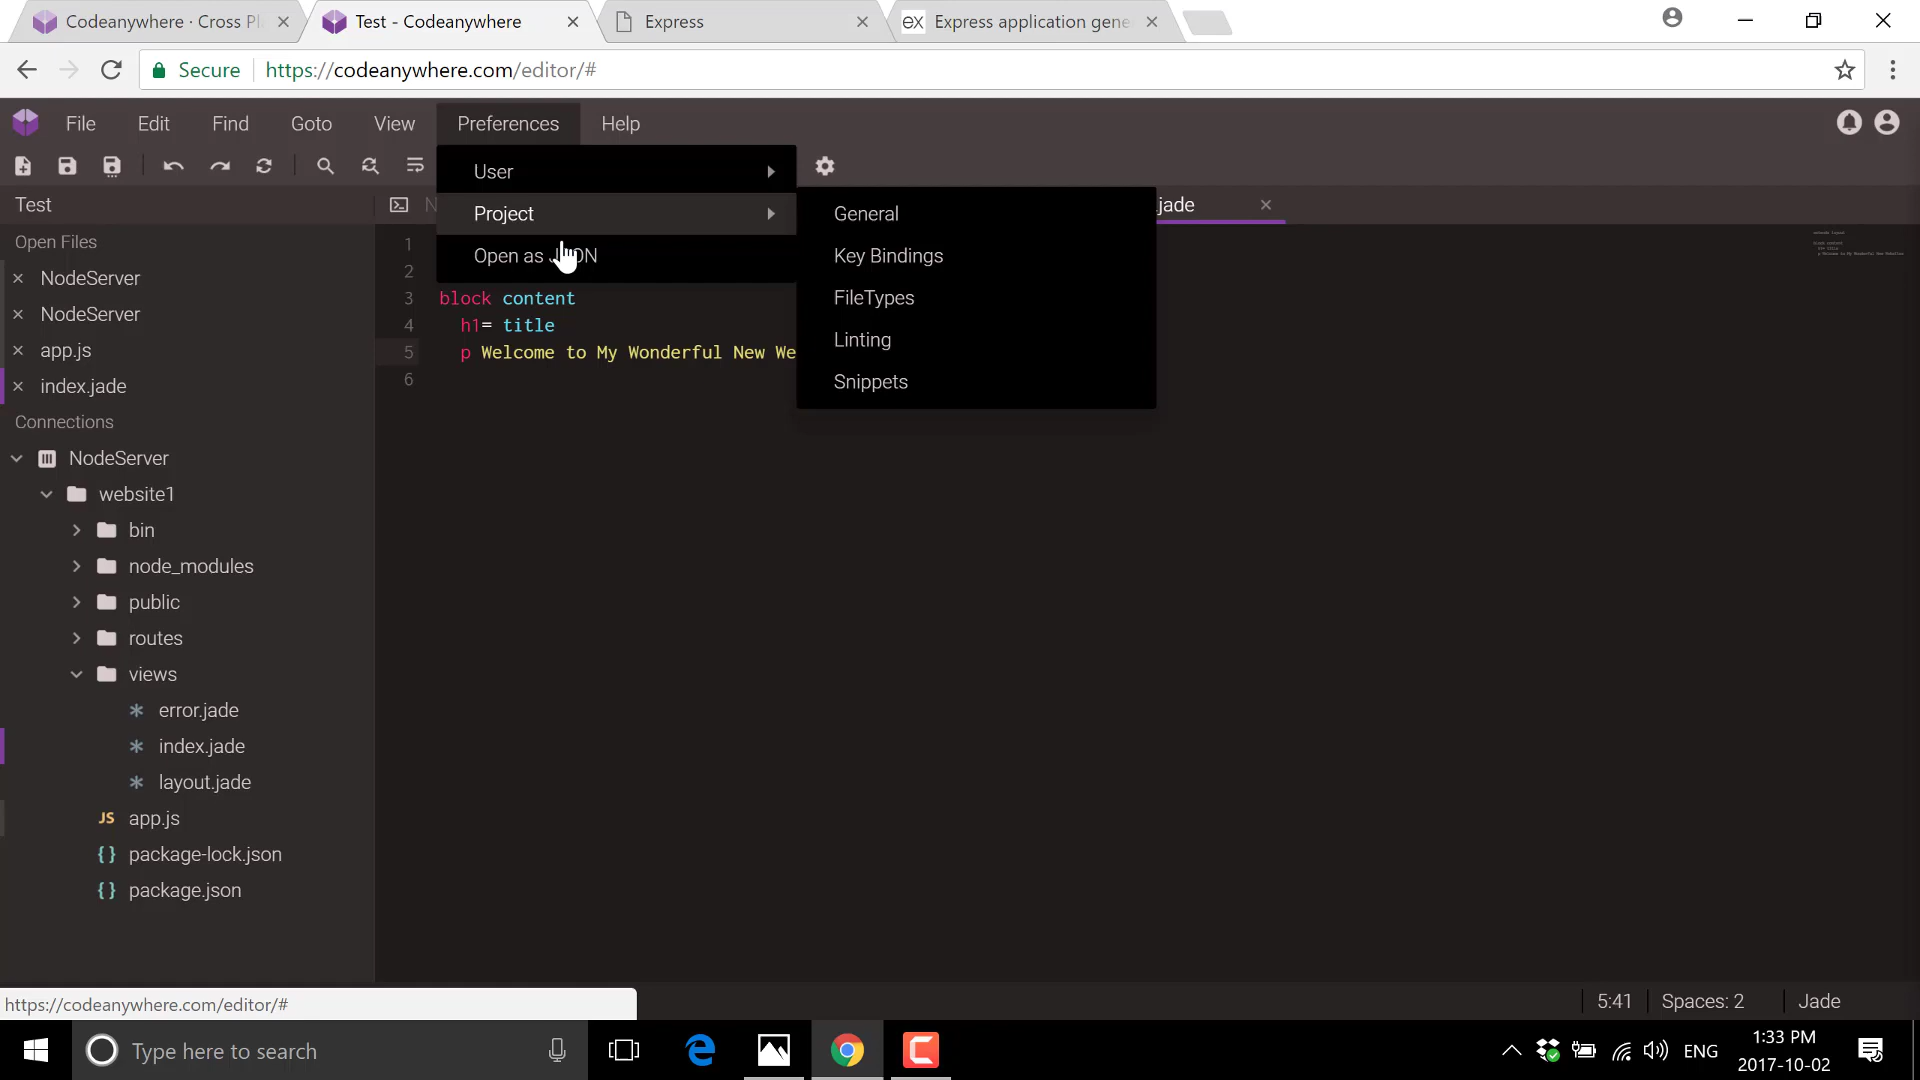 Codeanywhere · Cross Pl
Test - Codeanywhere
Express
EX Express application gene
Secure https://codeanywhere.com/editor/#
File Edit Find Goto View Preferences Help
User
Test
Project
General
.jade
Open Files
1
Open as JSON
Key Bindings
2
NodeServer
3 block content
FileTypes
NodeServer
4 h1= title
Linting
app.js
5 p Welcome to My Wonderful New We
6
Snippets
index.jade
Connections
NodeServer
website1
bin
node_modules
public
routes
views
error.jade
index.jade
layout.jade
JS app.js
{ } package-lock.json
{ } package.json
https://codeanywhere.com/editor/#
5:41 Spaces: 2 Jade
Type here to search
ENG
1:33 PM
2017-10-02